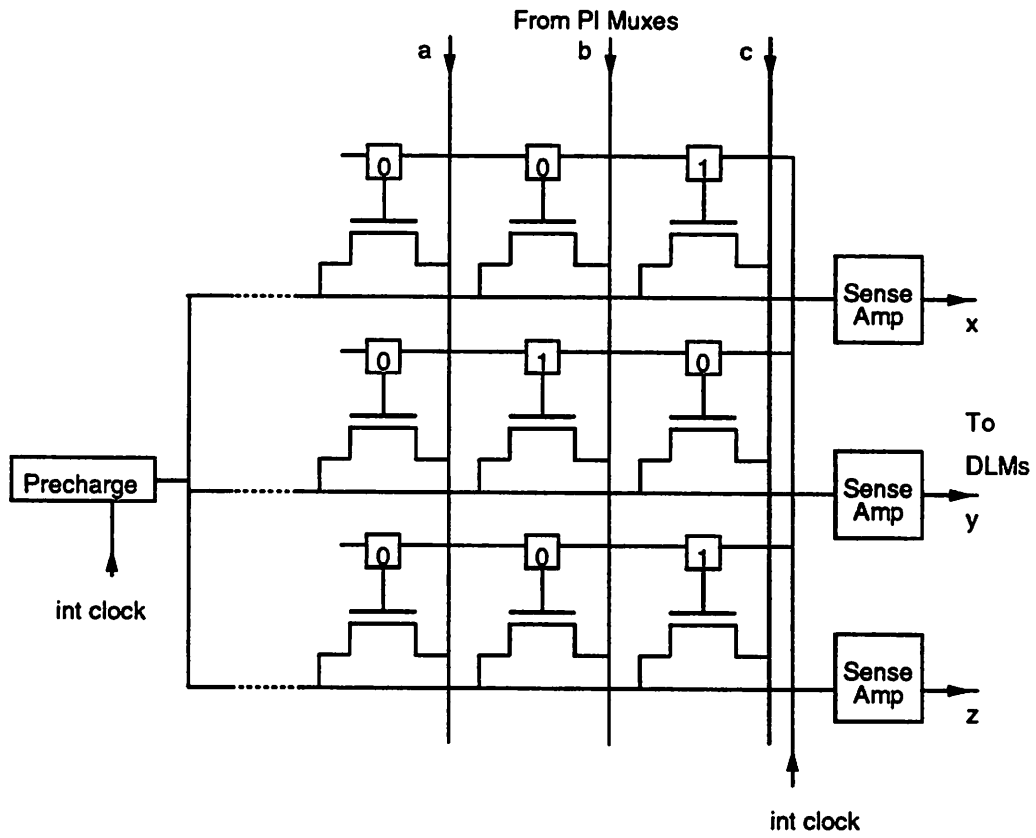 From PI Muxes
a b c
0 0 1
Sense
Amp
x
0 1 0
To
DLMs
Precharge
Sense
Amp
y
0 0 1
int clock
Sense
Amp
z
int clock